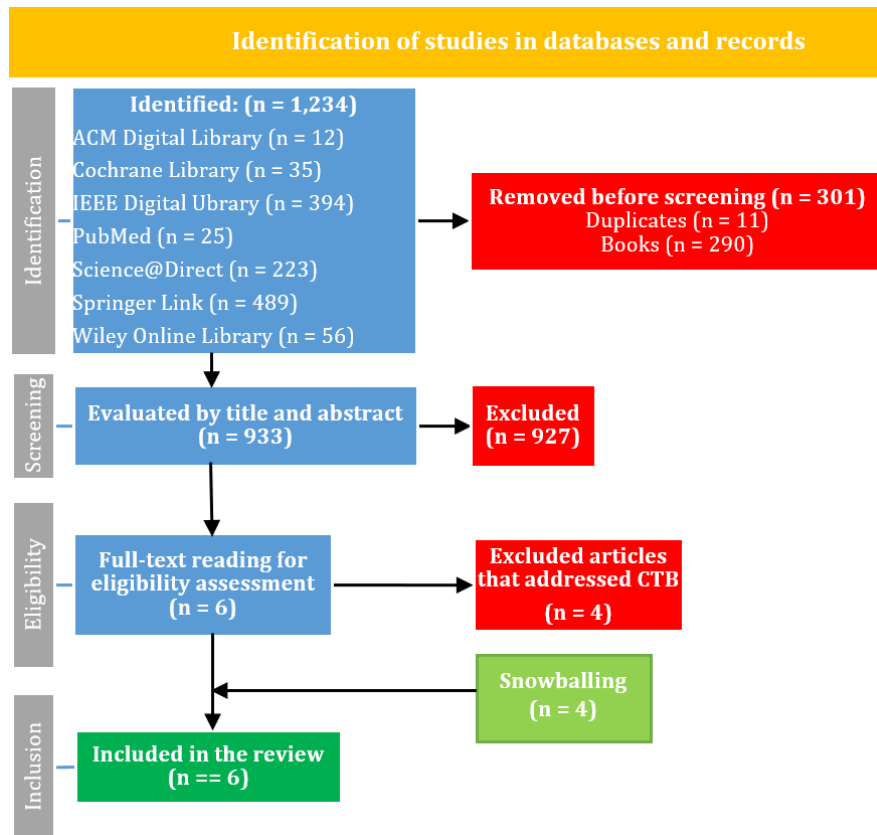 Identification of studies in databases and records
Identification
Identified: (n = 1,234)
ACM Digital Library (n = 12)
Cochrane Library (n = 35)
IEEE Digital Ubrary (n = 394)
PubMed (n = 25)
Science@Direct (n = 223)
Springer Link (n = 489)
Wiley Online Library (n = 56)
Removed before screening (n = 301)
Duplicates (n = 11)
Books (n = 290)
Screening
Evaluated by title and abstract
(n = 933)
Excluded
(n = 927)
Eligibility
Full-text reading for
eligibility assessment
(n = 6)
Excluded articles
that addressed CTB
(n = 4)
Snowballing
(n = 4)
Inclusion
Included in the review
(n == 6)